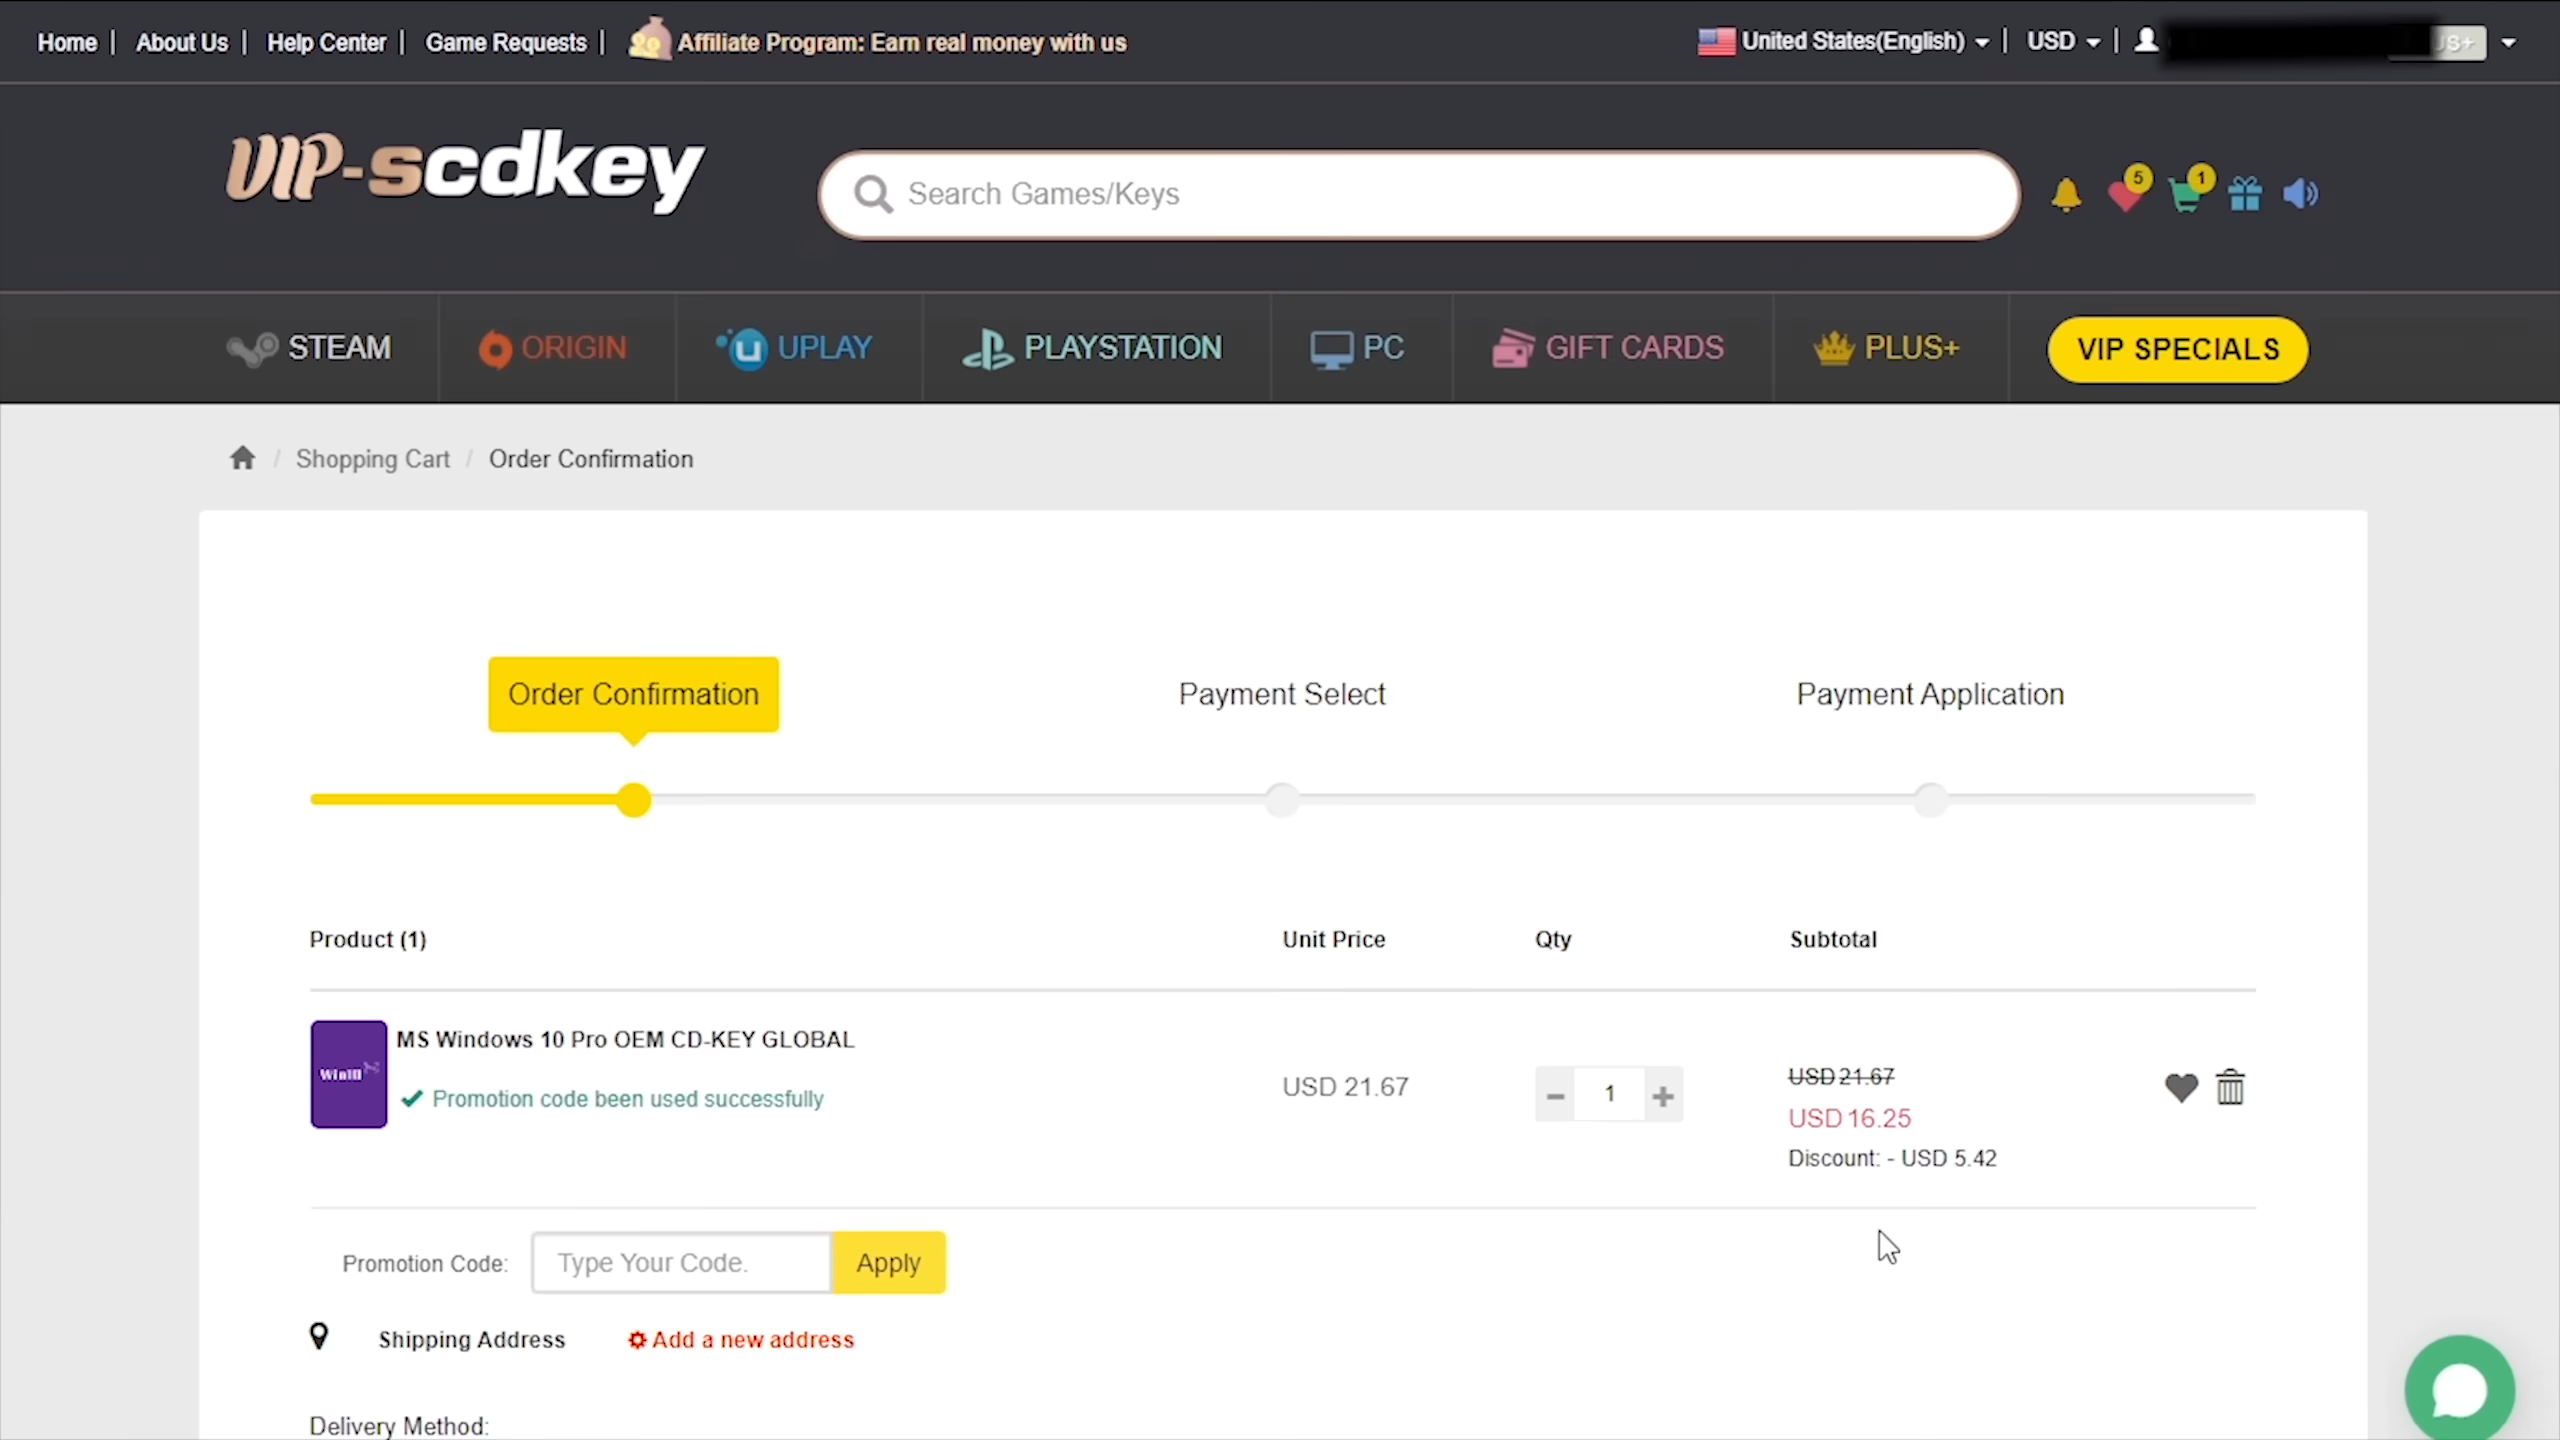 Home | About Us | Help Center | Game Requests | Affiliate Program: Earn real money with us
United States(English) | USD |
VIP-scdkey
Search Games/Keys
5
1
STEAM
ORIGIN
UPLAY
PLAYSTATION
PC
GIFT CARDS
PLUS+
VIP SPECIALS
/ Shopping Cart / Order Confirmation
Order Confirmation
Payment Select
Payment Application
Product (1)
Unit Price
Qty
Subtotal
Win10
MS Windows 10 Pro OEM CD-KEY GLOBAL
Promotion code been used successfully
USD 21.67
- 1 +
USD 21.67
USD 16.25
Discount: - USD 5.42
Promotion Code:
Type Your Code.
Apply
Shipping Address
Add a new address
Delivery Method: